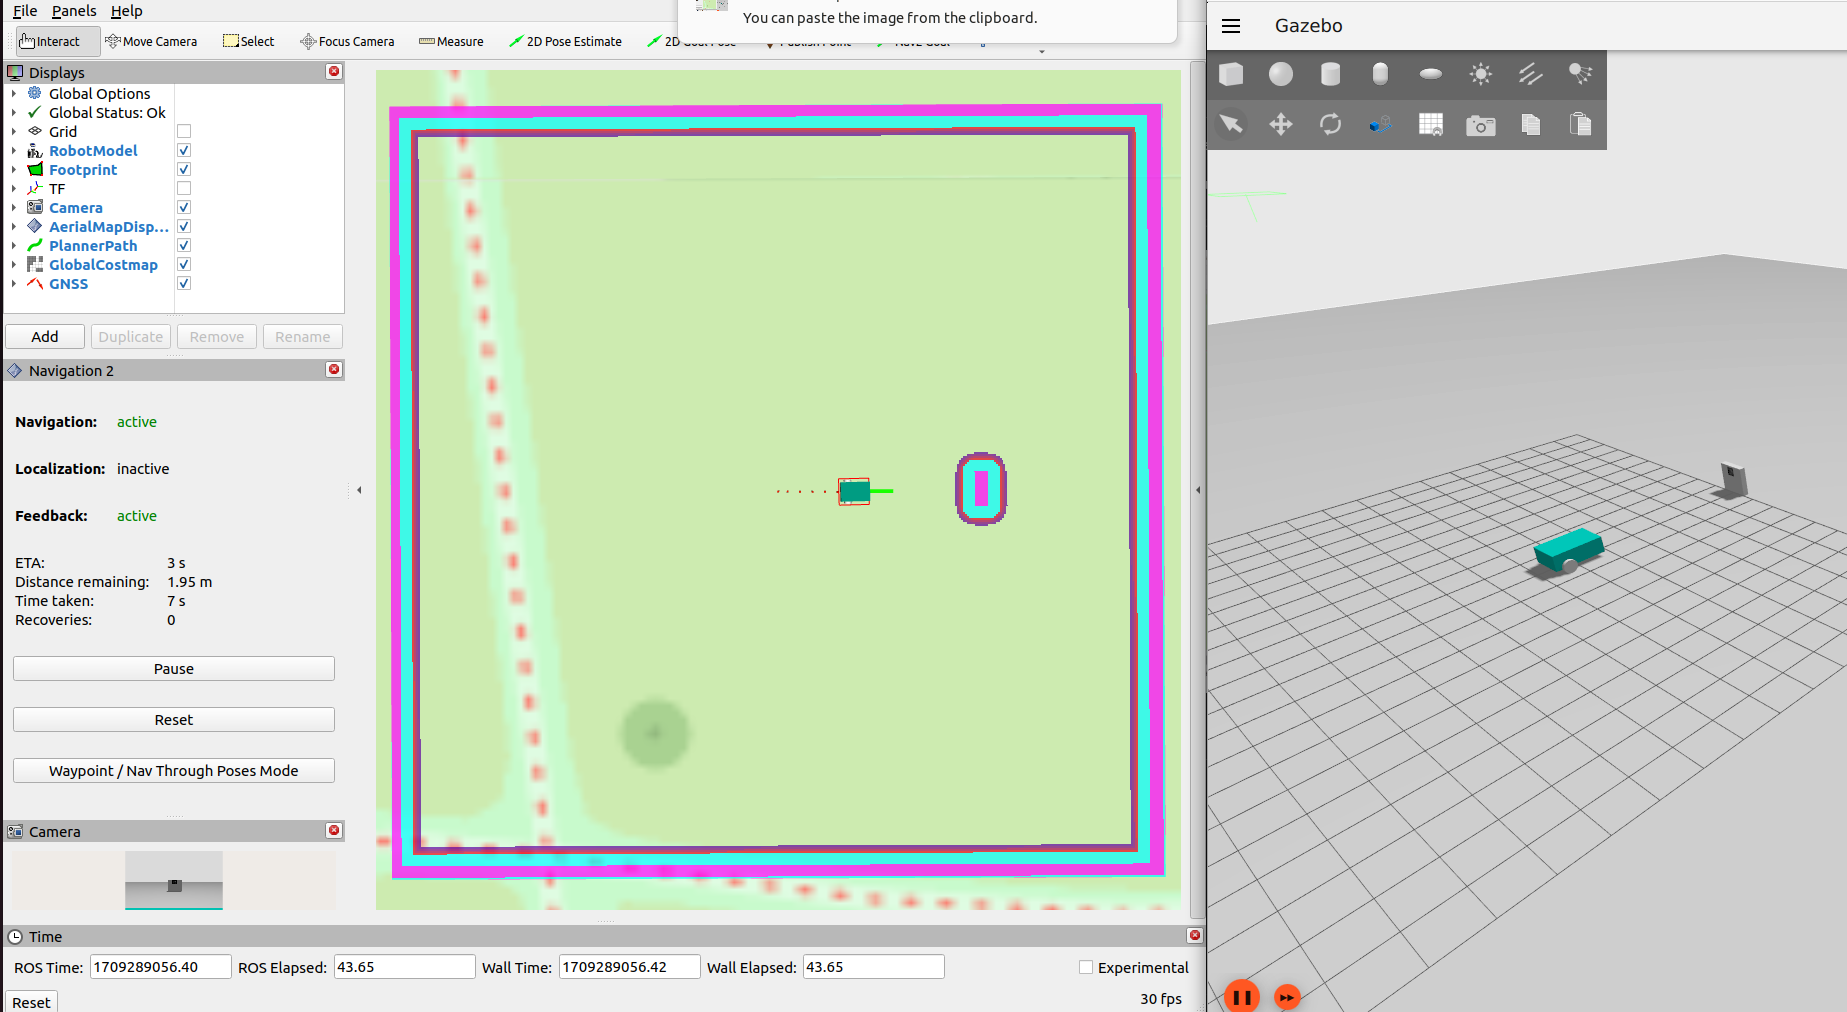 File Panels Help
You can paste the image from the clipboard.
Interact Move Camera Select Focus Camera Measure 2D Pose Estimate
Displays
Global Options
Global Status: Ok
Grid
RobotModel
Footprint
TF
Camera
AerialMapDisp...
PlannerPath
GlobalCostmap
GNSS
Add Duplicate Remove Rename
Navigation 2
Navigation: active
Localization: inactive
Feedback: active
ETA: 3 s
Distance remaining: 1.95 m
Time taken: 7 s
Recoveries: 0
Pause
Reset
Waypoint / Nav Through Poses Mode
Camera
Time
ROS Time: 1709289056.40 ROS Elapsed: 43.65 Wall Time: 1709289056.42 Wall Elapsed: 43.65 Experimental
Reset 30 fps
Gazebo